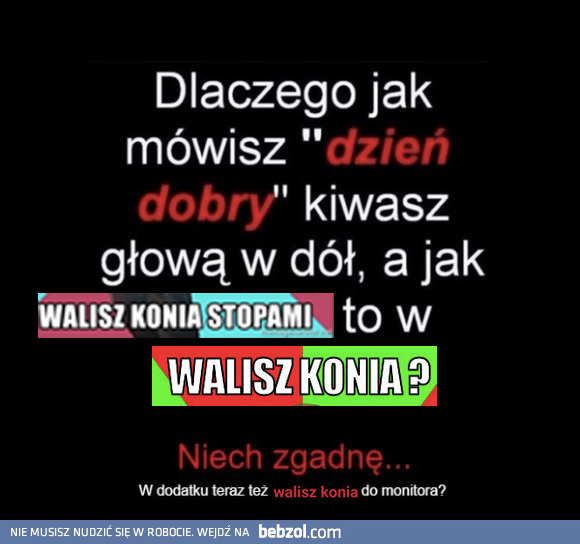 Dlaczego jak
mówisz "dzień
dobry" kiwasz
głową w dół, a jak
WALISZ KONIA STOPAMI to w
WALISZ KONIA?
Niech zgadnę...
W dodatku teraz też walisz konia do monitora?
NIE MUSISZ NUDZIĆ SIĘ W ROBOCIE. WEJDŹ NA bebzol.com